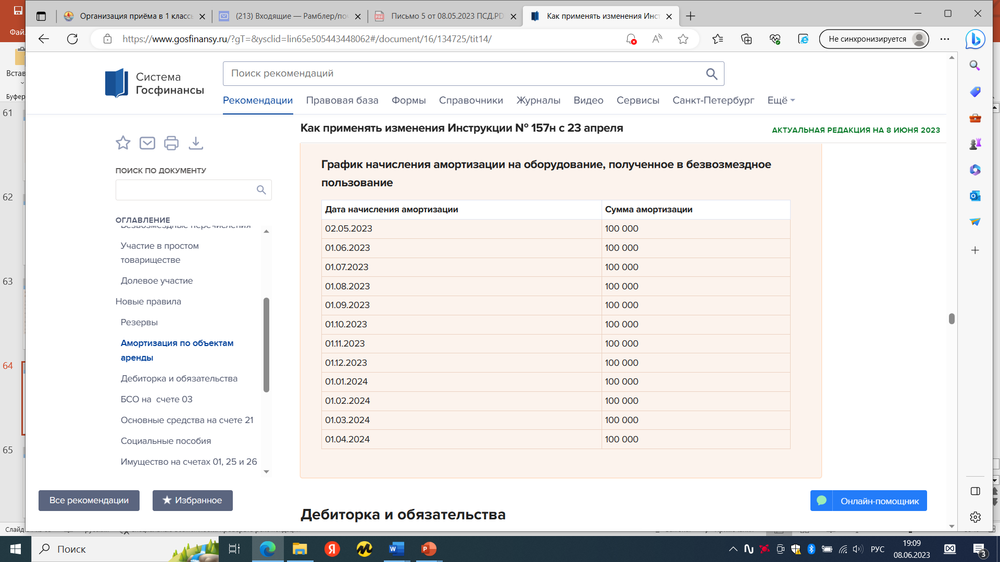 Организация приёма в 1 классы
(213) Входящие — Рамблер/по
Письмо 5 от 08.05.2023 ПСД.PD
Как применять изменения Инст
Фай
https://www.gosfinansy.ru/?gT=&ysclid=lin65e505443448062#/document/16/134725/tit14/
Не синхронизируется
Встав
Буфер
Система
Госфинансы
Поиск рекомендаций
Рекомендации Правовая база Формы Справочники Журналы Видео Сервисы Санкт-Петербург Ещё
Как применять изменения Инструкции № 157н с 23 апреля
АКТУАЛЬНАЯ РЕДАКЦИЯ НА 8 ИЮНЯ 2023
ПОИСК ПО ДОКУМЕНТУ
ОГЛАВЛЕНИЕ
Безвозмездные перечисления
Участие в простом
товариществе
Долевое участие
Новые правила
Резервы
Амортизация по объектам
аренды
Дебиторка и обязательства
БСО на счете 03
Основные средства на счете 21
Социальные пособия
Имущество на счетах 01, 25 и 26
Все рекомендации
Избранное
61
62
63
64
65
График начисления амортизации на оборудование, полученное в безвозмездное
пользование
Дата начисления амортизации Сумма амортизации
02.05.2023 100 000
01.06.2023 100 000
01.07.2023 100 000
01.08.2023 100 000
01.09.2023 100 000
01.10.2023 100 000
01.11.2023 100 000
01.12.2023 100 000
01.01.2024 100 000
01.02.2024 100 000
01.03.2024 100 000
01.04.2024 100 000
Онлайн-помощник
Дебиторка и обязательства
Слайд
Поиск
РУС
19:09
08.06.2023
3